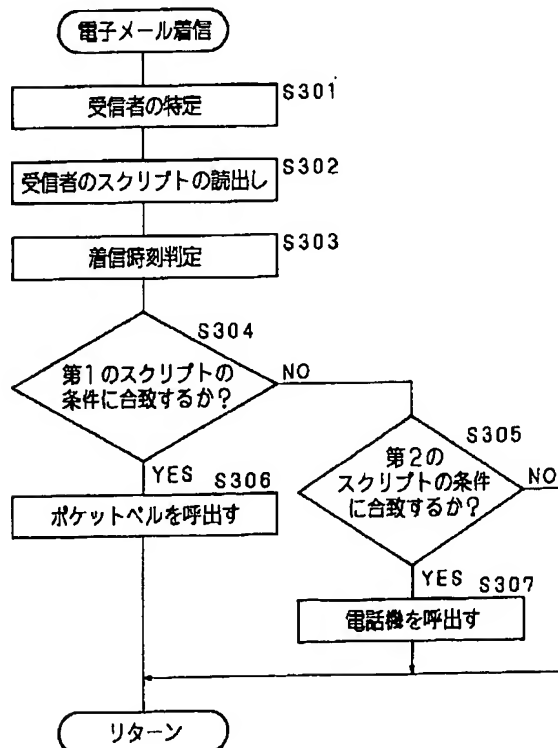 電子メール着信
受信者の特定
S301
受信者のスクリプトの読出し
S302
着信時刻判定
S303
S304
第1のスクリプトの
条件に合致するか？
NO
YES
S305
第2の
スクリプトの条件
に合致するか？
NO
YES
S306
ポケットベルを呼出す
S307
電話機を呼出す
リターン